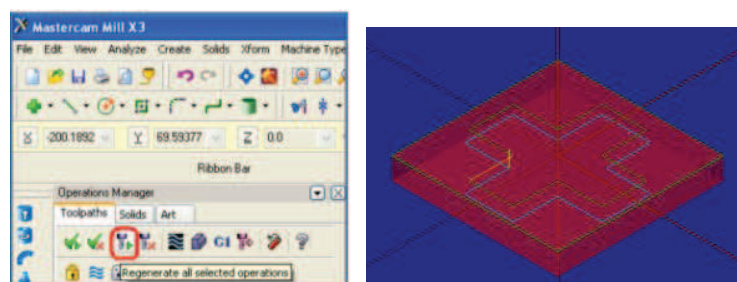 Mastercam Mill X3
File Edit View Analyze Create Solids Xform Machine Type
X -200.1892 Y 69.59377 Z 0.0
Ribbon Bar
Operations Manager
Toolpaths Solids Art
G1
Regenerate all selected operations